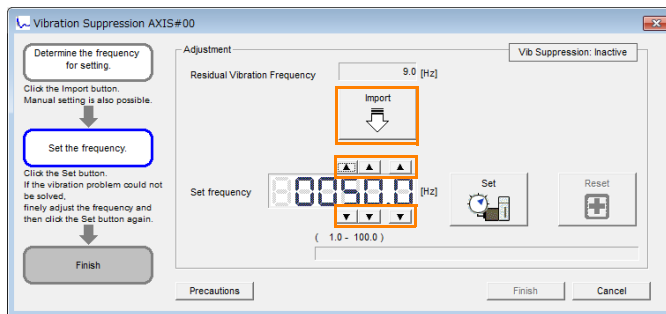 Vibration Suppression AXIS#00
Determine the frequency
for setting.
Click the Import button.
Manual setting is also possible.
Set the frequency.
Click the Set button.
If the vibration problem could not
be solved,
finely adjust the frequency and
then click the Set button again.
Finish
Adjustment
Vib Suppression: Inactive
Residual Vibration Frequency 9.0 [Hz]
Import
Set frequency 0050.0 [Hz]
Set
Reset
( 1.0 - 100.0 )
Precautions
Finish
Cancel